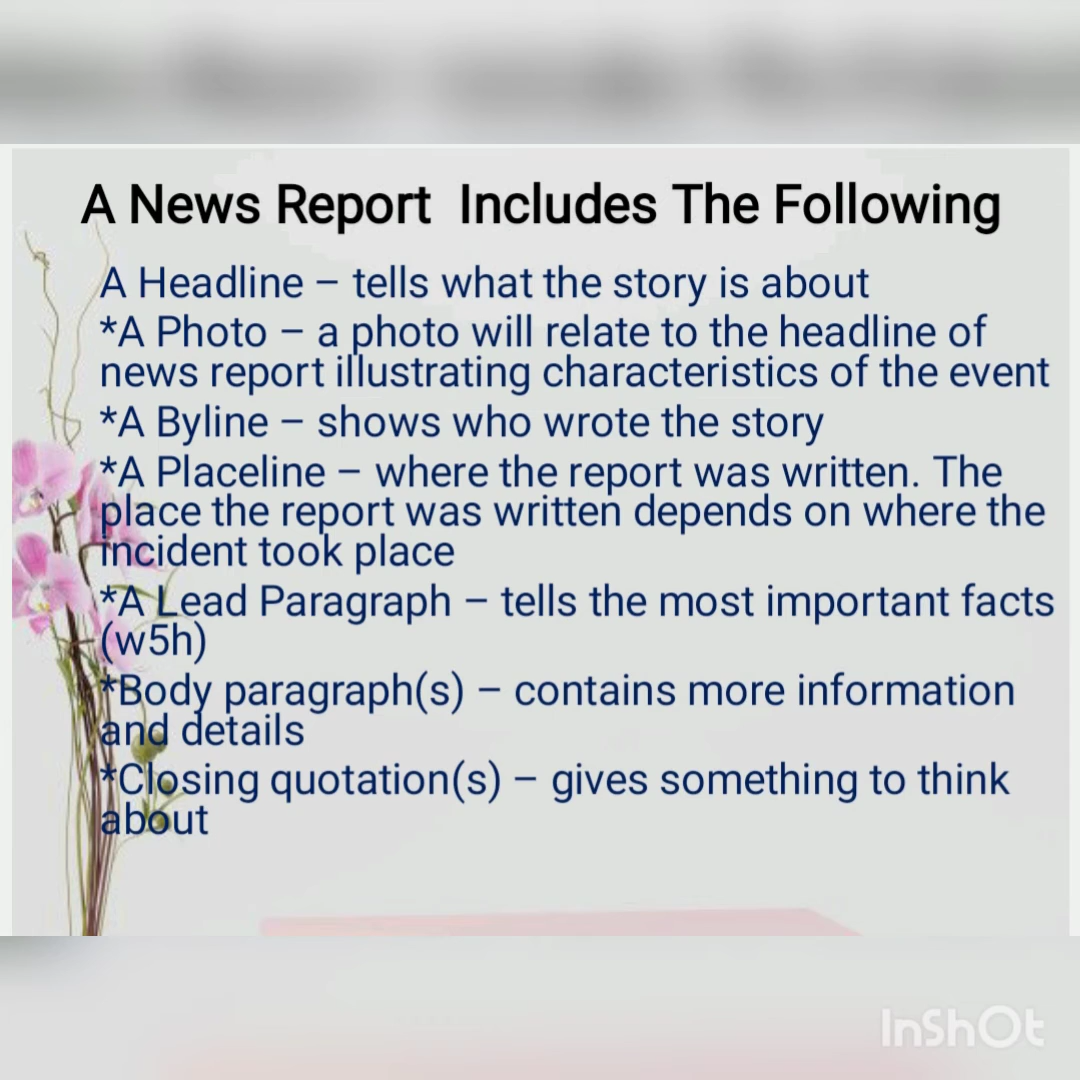 A News Report Includes The Following
A Headline – tells what the story is about
*A Photo – a photo will relate to the headline of
news report illustrating characteristics of the event
*A Byline – shows who wrote the story
*A Placeline – where the report was written. The
place the report was written depends on where the
incident took place
*A Lead Paragraph – tells the most important facts
(w5h)
*Body paragraph(s) – contains more information
and details
*Closing quotation(s) – gives something to think
about
InShOt